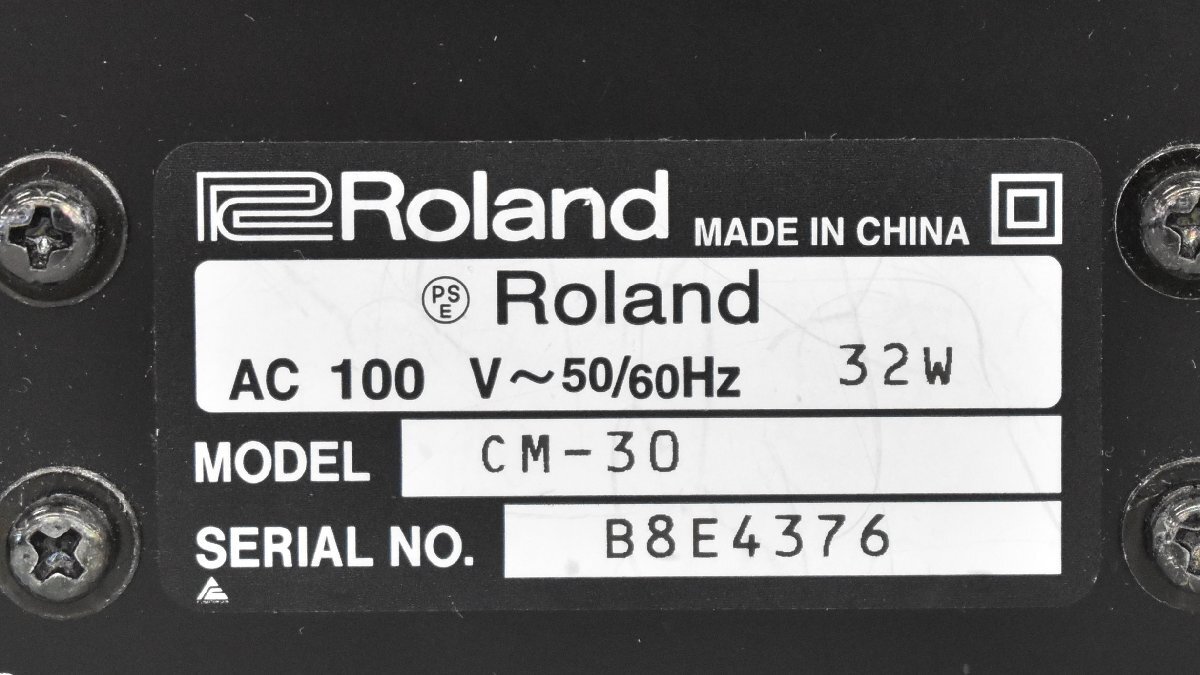 Roland MADE IN CHINA
PSE Roland
AC 100 V～50/60Hz 32W
MODEL CM-30
SERIAL NO. B8E4376